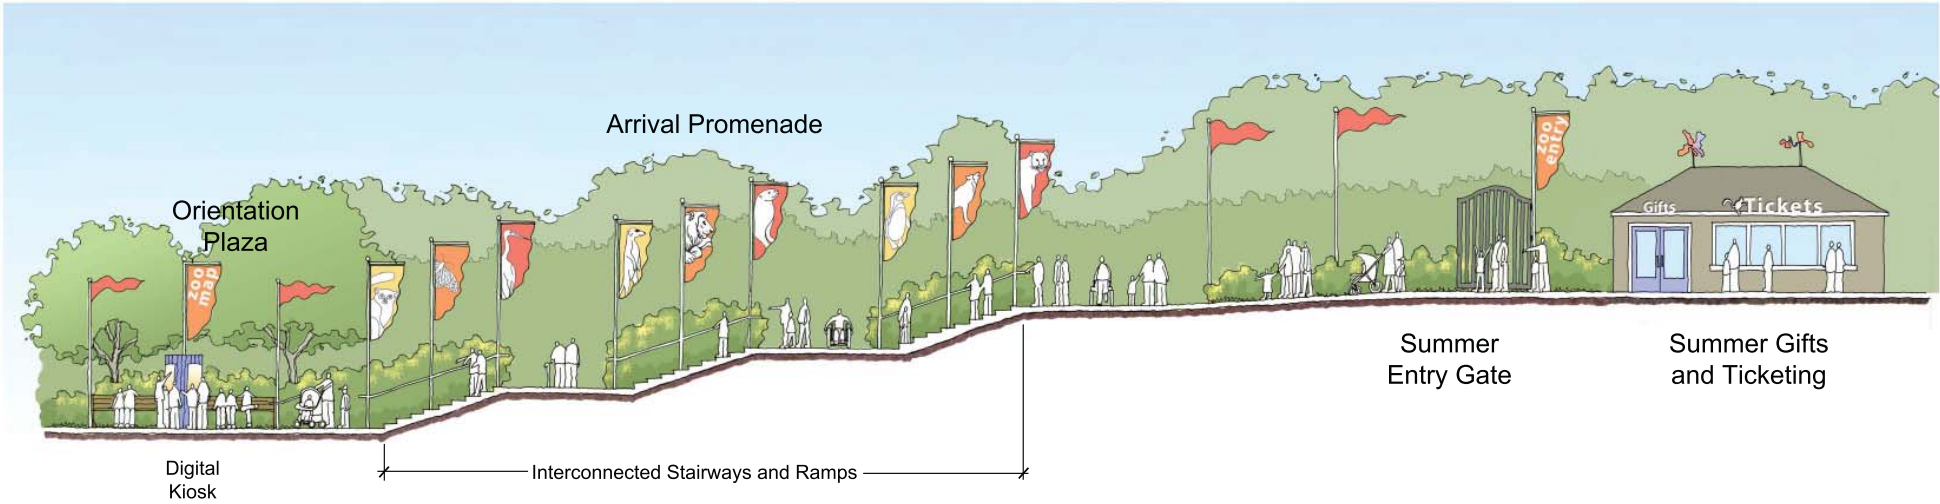 Arrival Promenade
Orientation
Plaza
zoo
map
zoo
entry
Gifts
Tickets
Summer
Entry Gate
Summer Gifts
and Ticketing
Digital
Kiosk
Interconnected Stairways and Ramps